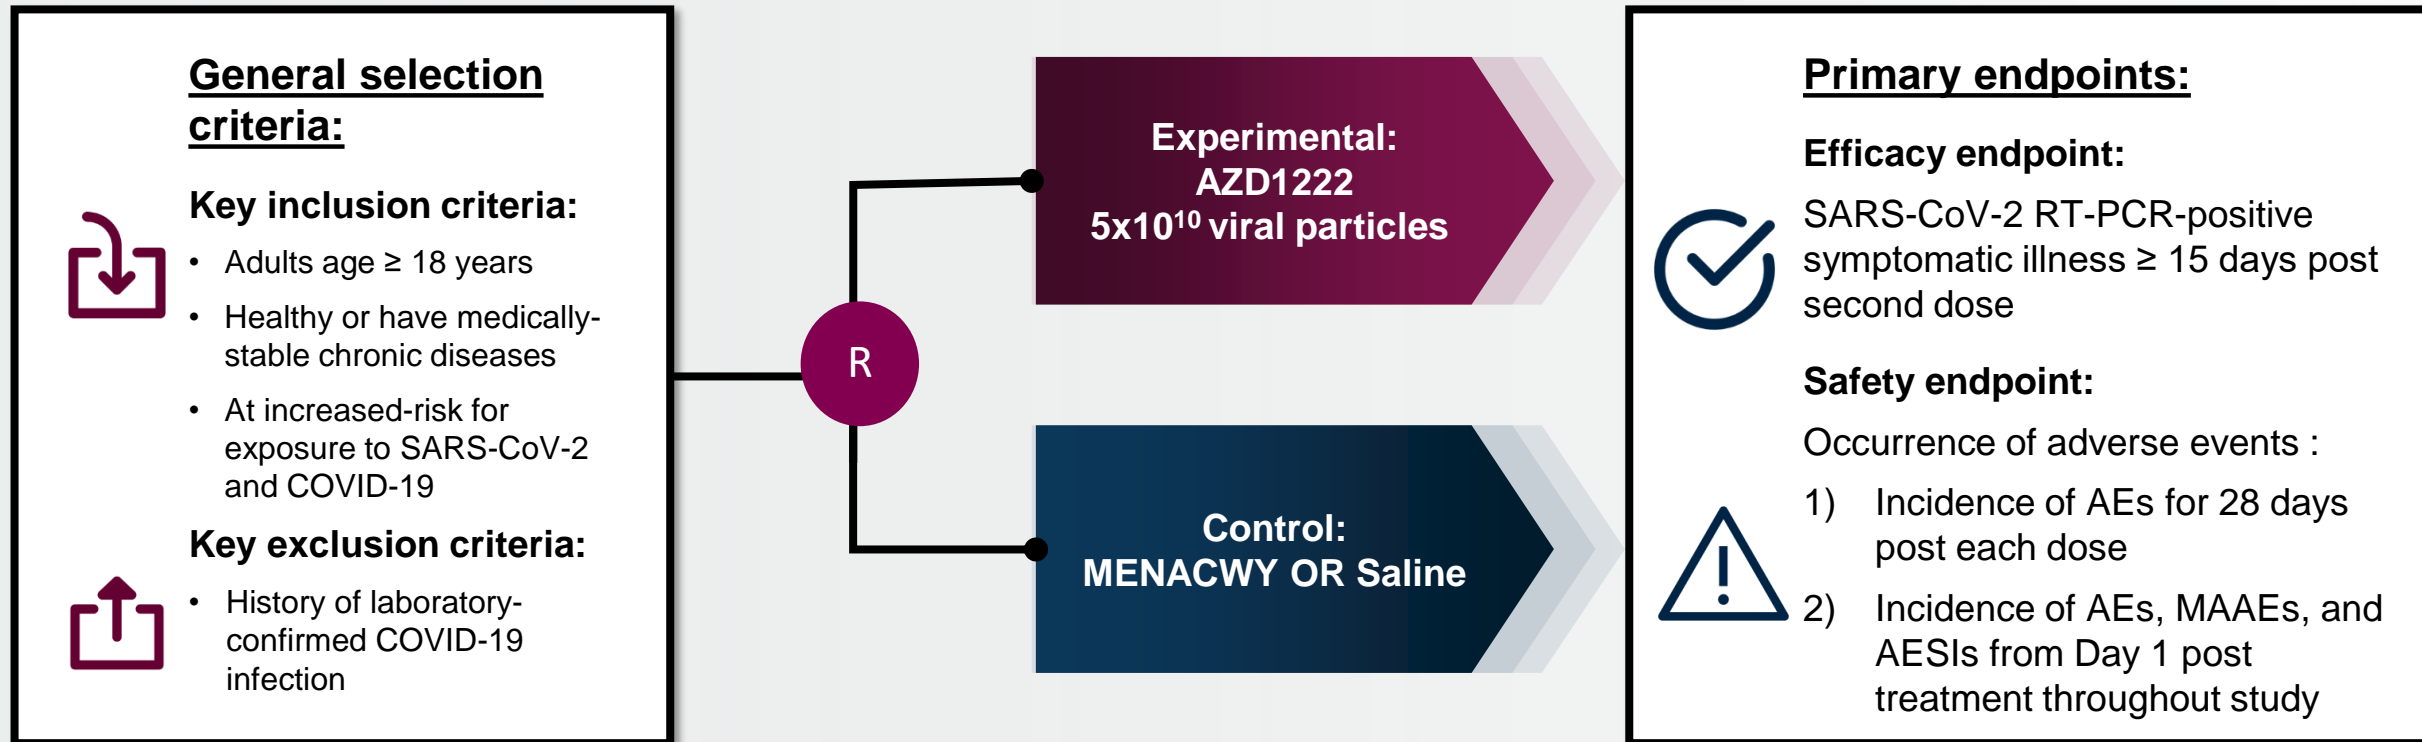 General selection
criteria:
Key inclusion criteria:
• Adults age ≥ 18 years
• Healthy or have medically-
stable chronic diseases
• At increased-risk for
exposure to SARS-CoV-2
and COVID-19
Key exclusion criteria:
• History of laboratory-
confirmed COVID-19
infection
R
Experimental:
AZD1222
5x10¹⁰ viral particles
Control:
MENACWY OR Saline
Primary endpoints:
Efficacy endpoint:
SARS-CoV-2 RT-PCR-positive
symptomatic illness ≥ 15 days post
second dose
Safety endpoint:
Occurrence of adverse events :
1) Incidence of AEs for 28 days
post each dose
2) Incidence of AEs, MAAEs, and
AESIs from Day 1 post
treatment throughout study